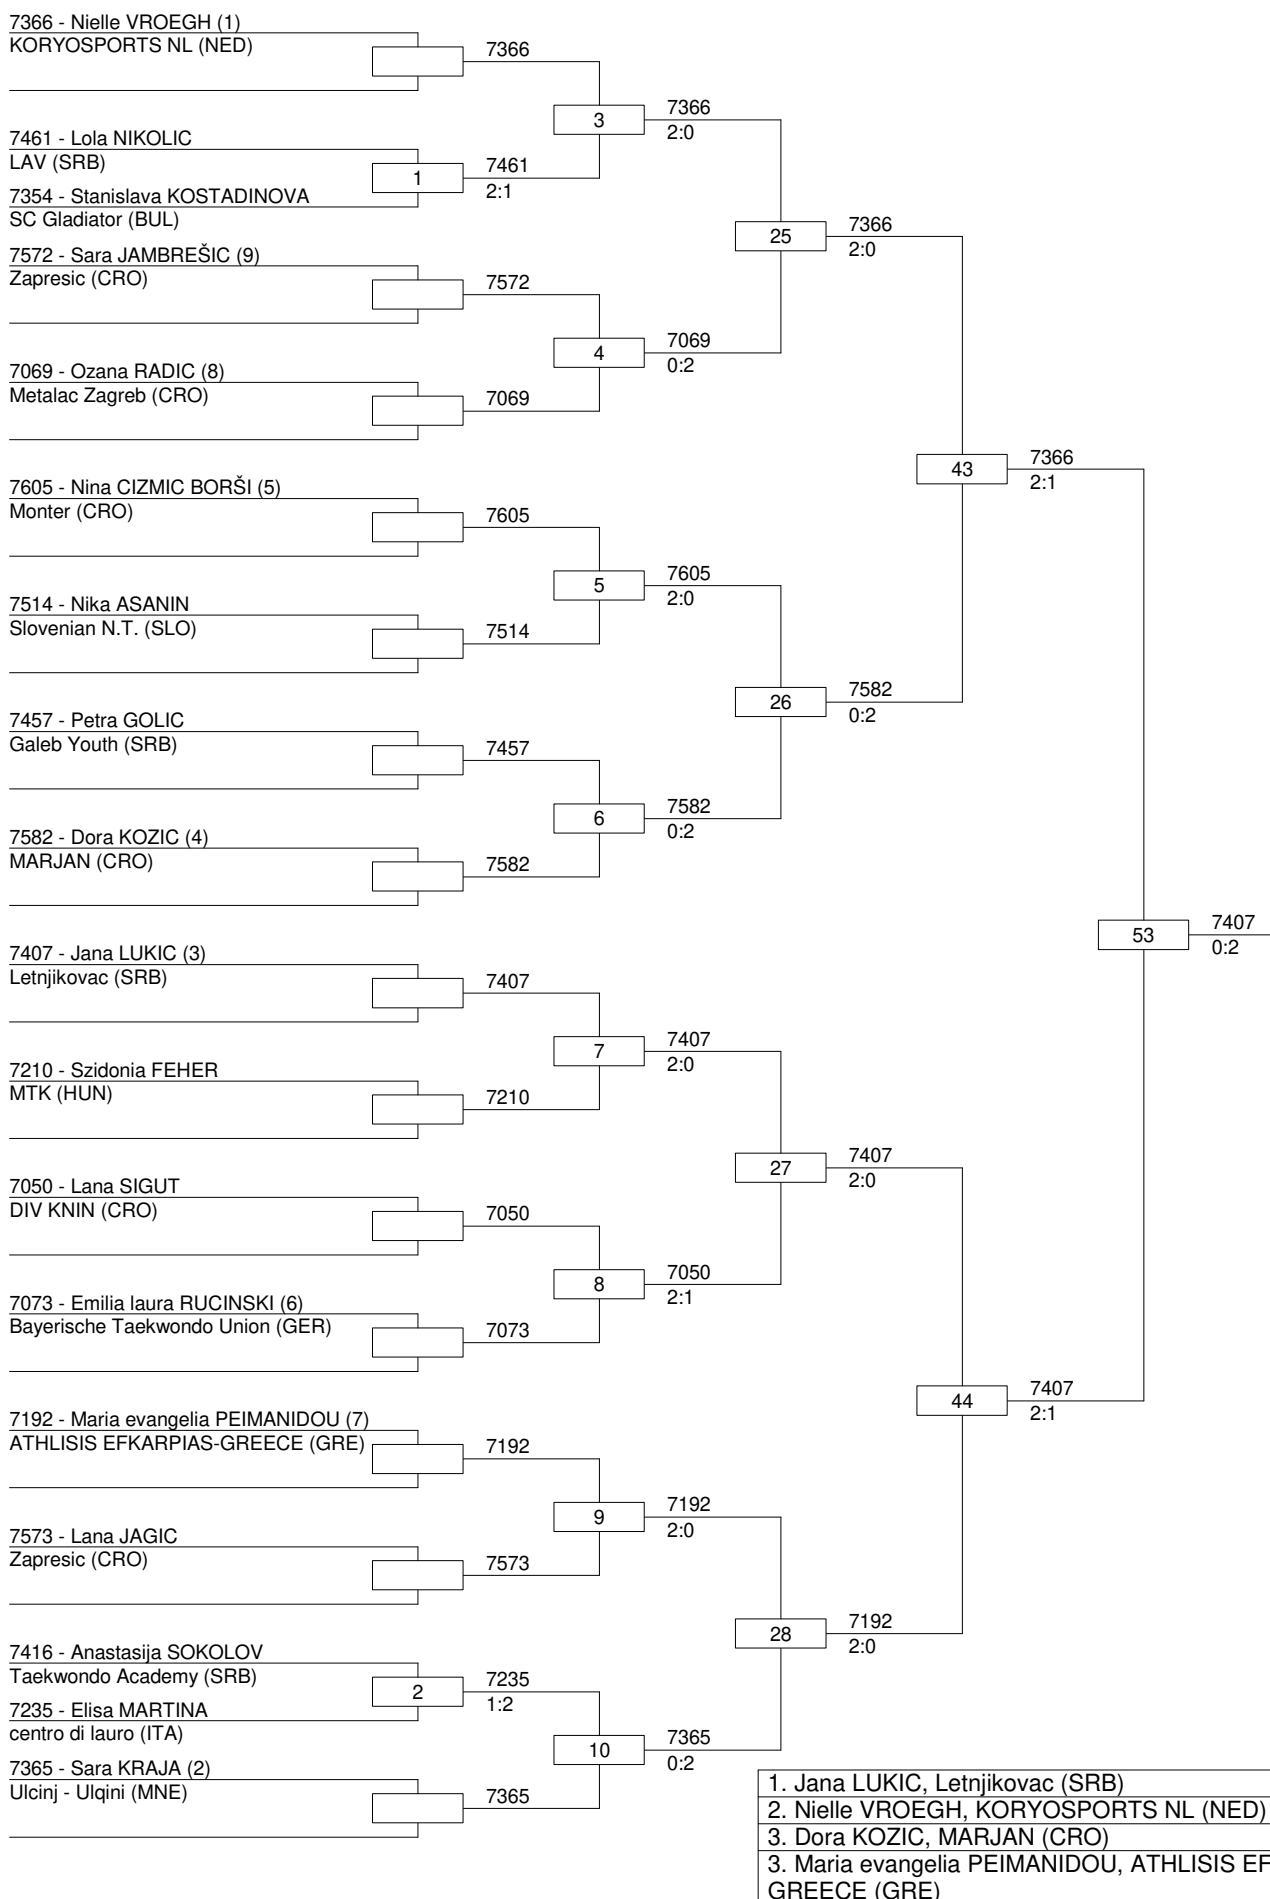 7366 - Nielle VROEGH (1)
KORYOSPORTS NL (NED)
7366
3
7366
2:0
7461 - Lola NIKOLIC
LAV (SRB)
1
7461
2:1
7354 - Stanislava KOSTADINOVA
SC Gladiator (BUL)
25
7366
2:0
7572 - Sara JAMBREŠIC (9)
Zapresic (CRO)
7572
4
7069
0:2
7069 - Ozana RADIC (8)
Metalac Zagreb (CRO)
7069
43
7366
2:1
7605 - Nina CIZMIC BORŠI (5)
Monter (CRO)
7605
5
7605
2:0
7514 - Nika ASANIN
Slovenian N.T. (SLO)
7514
26
7582
0:2
7457 - Petra GOLIC
Galeb Youth (SRB)
7457
6
7582
0:2
7582 - Dora KOZIC (4)
MARJAN (CRO)
7582
53
7407
0:2
7407 - Jana LUKIC (3)
Letnjikovac (SRB)
7407
7
7407
2:0
7210 - Szidonia FEHER
MTK (HUN)
7210
27
7407
2:0
7050 - Lana SIGUT
DIV KNIN (CRO)
7050
8
7050
2:1
7073 - Emilia laura RUCINSKI (6)
Bayerische Taekwondo Union (GER)
7073
44
7407
2:1
7192 - Maria evangelia PEIMANIDOU (7)
ATHLISIS EFKARPIAS-GREECE (GRE)
7192
9
7192
2:0
7573 - Lana JAGIC
Zapresic (CRO)
7573
28
7192
2:0
7416 - Anastasija SOKOLOV
Taekwondo Academy (SRB)
2
7235
1:2
7235 - Elisa MARTINA
centro di lauro (ITA)
10
7365
0:2
7365 - Sara KRAJA (2)
Ulcinj - Ulqini (MNE)
7365
1. Jana LUKIC, Letnjikovac (SRB)
2. Nielle VROEGH, KORYOSPORTS NL (NED)
3. Dora KOZIC, MARJAN (CRO)
3. Maria evangelia PEIMANIDOU, ATHLISIS EF
GREECE (GRE)